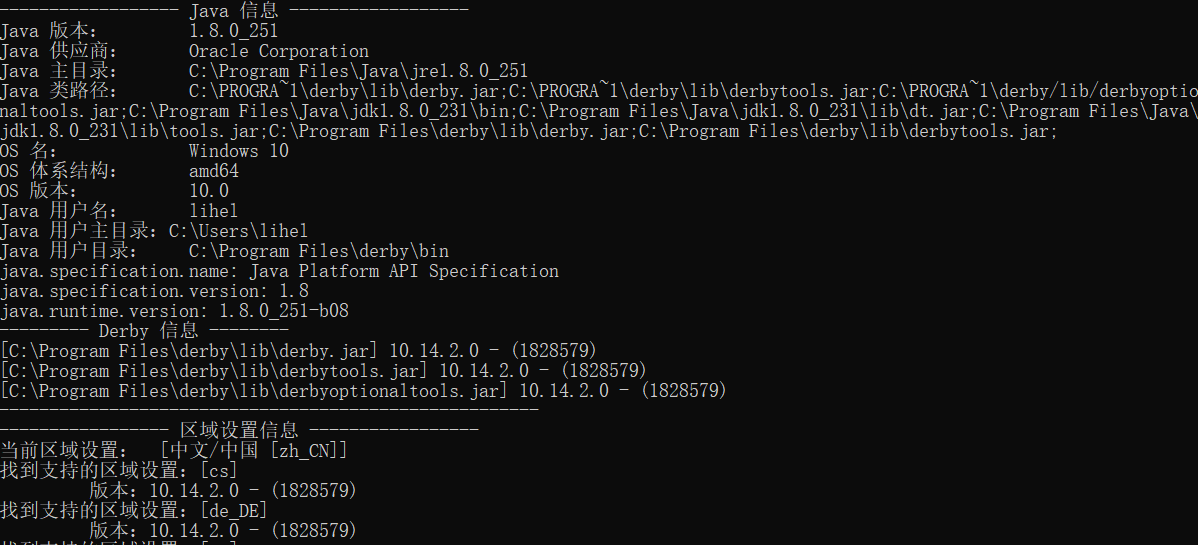 ------------------ Java 信息 ------------------
Java 版本:        1.8.0_251
Java 供应商:      Oracle Corporation
Java 主目录:      C:\Program Files\Java\jre1.8.0_251
Java 类路径:      C:\PROGRA~1\derby\lib\derby.jar;C:\PROGRA~1\derby\lib\derbytools.jar;C:\PROGRA~1\derby/lib/derbyoptio
naltools.jar;C:\Program Files\Java\jdk1.8.0_231\bin;C:\Program Files\Java\jdk1.8.0_231\lib\dt.jar;C:\Program Files\Java\
jdk1.8.0_231\lib\tools.jar;C:\Program Files\derby\lib\derby.jar;C:\Program Files\derby\lib\derbytools.jar;
OS 名:            Windows 10
OS 体系结构:      amd64
OS 版本:          10.0
Java 用户名:      lihel
Java 用户主目录: C:\Users\lihel
Java 用户目录:    C:\Program Files\derby\bin
java.specification.name: Java Platform API Specification
java.specification.version: 1.8
java.runtime.version: 1.8.0_251-b08
--------- Derby 信息 --------
[C:\Program Files\derby\lib\derby.jar] 10.14.2.0 - (1828579)
[C:\Program Files\derby\lib\derbytools.jar] 10.14.2.0 - (1828579)
[C:\Program Files\derby\lib\derbyoptionaltools.jar] 10.14.2.0 - (1828579)
------------------------------------------------------
----------------- 区域设置信息 -----------------
当前区域设置:   [中文/中国 [zh_CN]]
找到支持的区域设置: [cs]
         版本: 10.14.2.0 - (1828579)
找到支持的区域设置: [de_DE]
         版本: 10.14.2.0 - (1828579)